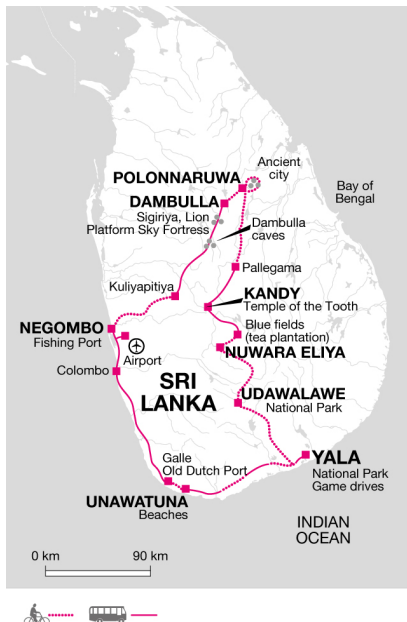 Ancient
city
POLONNARUWA
Bay of
Bengal
DAMBULLA
Sigiriya, Lion
Platform Sky Fortress
Dambulla
caves
Pallegama
Kuliyapitiya
KANDY
Temple of the Tooth
NEGOMBO
Fishing Port
Blue fields
(tea plantation)
Airport
NUWARA ELIYA
Colombo
SRI
LANKA
UDAWALAWE
National Park
Galle
Old Dutch Port
YALA
National Park
Game drives
UNAWATUNA
Beaches
INDIAN
OCEAN
0 km
90 km